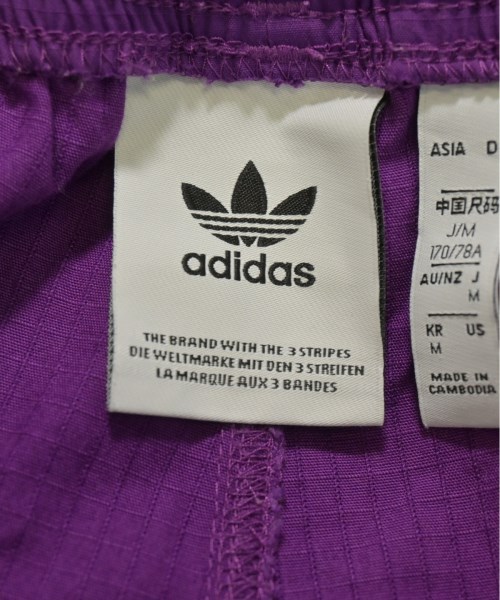 adidas
THE BRAND WITH THE 3 STRIPES
DIE WELTMARKE MIT DEN 3 STREIFEN
LA MARQUE AUX 3 BANDES
ASIA D
中国尺码
J/M
170/78A
AU/NZ J
M
KR US
M
MADE IN
CAMBODIA